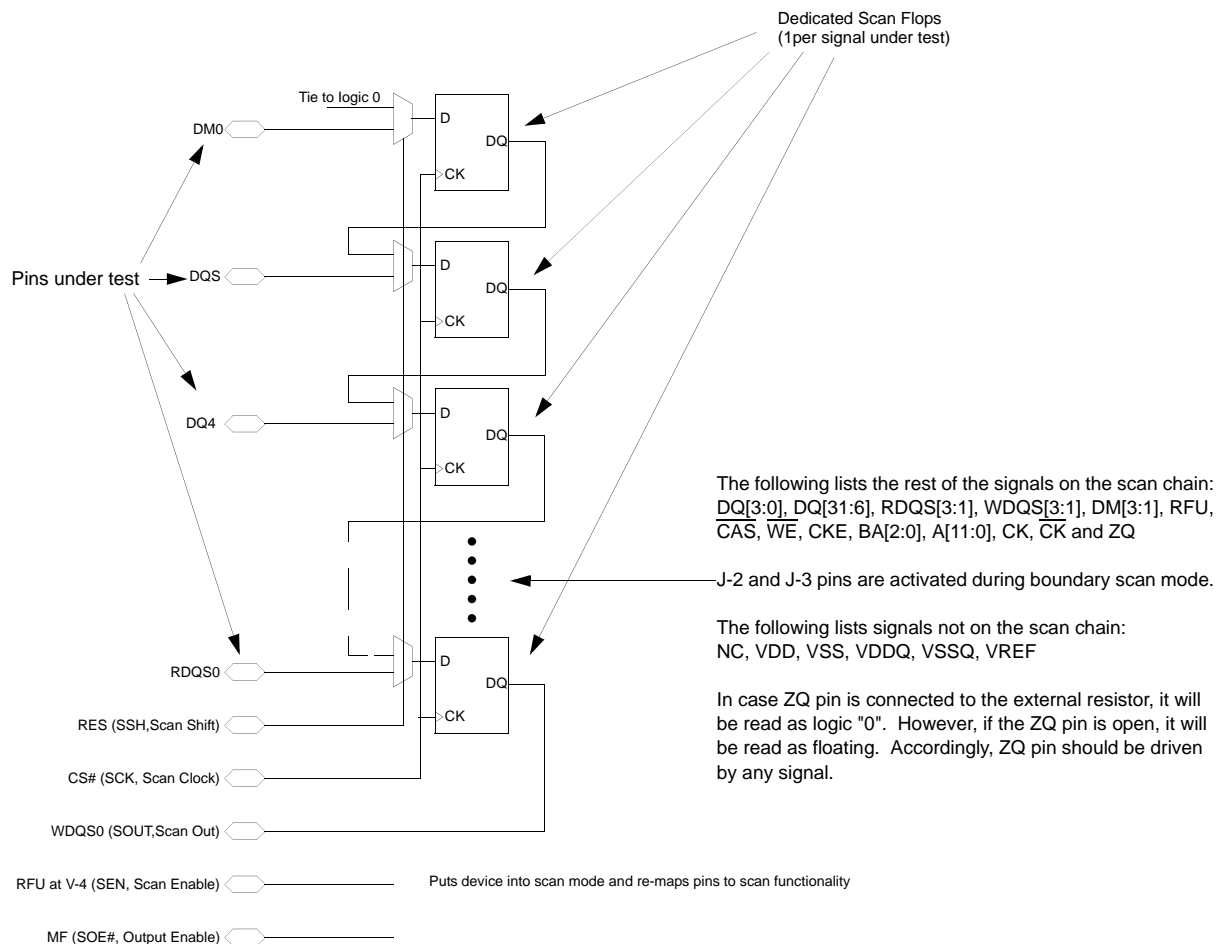 Dedicated Scan Flops
(1per signal under test)
Tie to logic 0
D
DM0
DQ
CK
D
Pins under test
DQS
DQ
CK
D
DQ4
DQ
CK
The following lists the rest of the signals on the scan chain:
DQ[3:0], DQ[31:6], RDQS[3:1], WDQS[3:1], DM[3:1], RFU,
CAS, WE, CKE, BA[2:0], A[11:0], CK, CK and ZQ
J-2 and J-3 pins are activated during boundary scan mode.
The following lists signals not on the scan chain:
NC, VDD, VSS, VDDQ, VSSQ, VREF
In case ZQ pin is connected to the external resistor, it will
be read as logic "0".  However, if the ZQ pin is open, it will
be read as floating.  Accordingly, ZQ pin should be driven
by any signal.
D
RDQS0
DQ
CK
RES (SSH,Scan Shift)
CS# (SCK, Scan Clock)
WDQS0 (SOUT,Scan Out)
RFU at V-4 (SEN, Scan Enable)
Puts device into scan mode and re-maps pins to scan functionality
MF (SOE#, Output Enable)